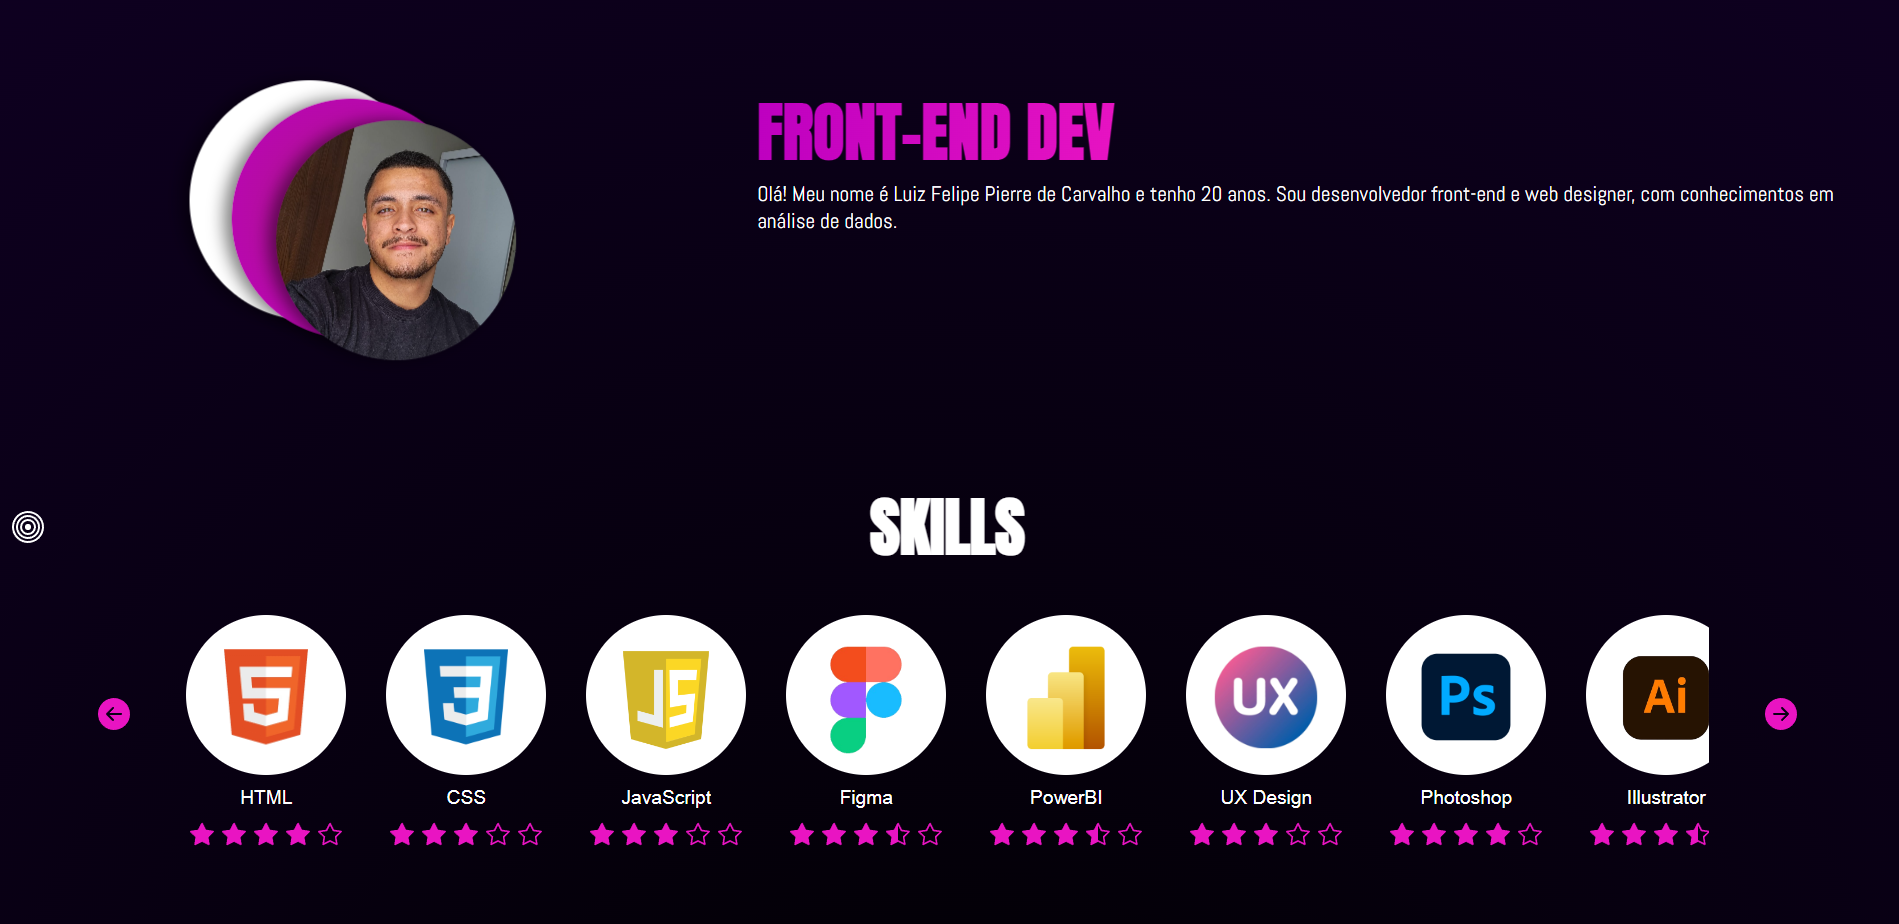 FRONT-END DEV
Olá! Meu nome é Luiz Felipe Pierre de Carvalho e tenho 20 anos. Sou desenvolvedor front-end e web designer, com conhecimentos em
análise de dados.
SKILLS
5 3 JS UX Ps Ai
HTML CSS JavaScript Figma PowerBI UX Design Photoshop Illustrator